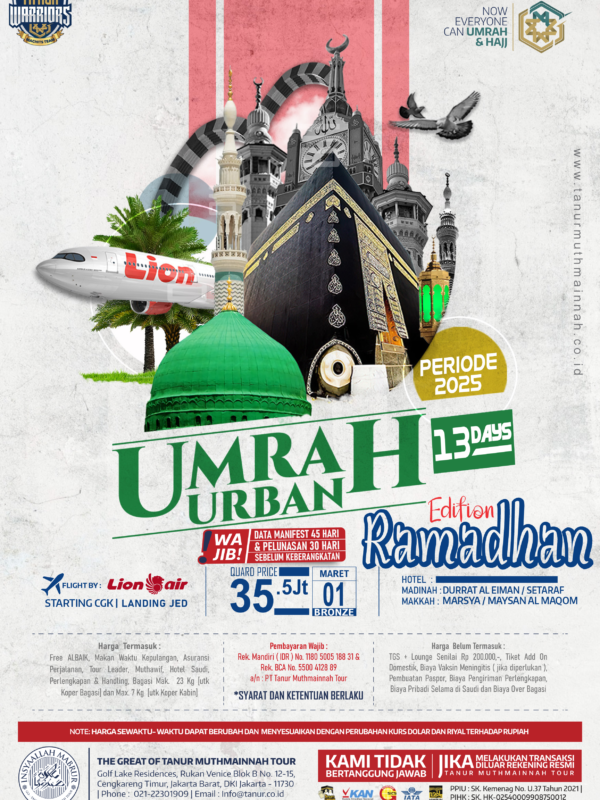 TANUR
WARRIORS
NOW
EVERYONE
CAN UMRAH
& HAJJ
www.tanurmuthmainnah.co.id
Lion
PERIODE
2025
13 DAYS
UMRAH
URBAN
Edition
Ramadhan
WA
JIB!
DATA MANIFEST 45 HARI
& PELUNASAN 30 HARI
SEBELUM KEBERANGKATAN
FLIGHT BY : Lion air
STARTING CGK | LANDING JED
QUARD PRICE
35.5Jt
MARET
01
BRONZE
HOTEL :
MADINAH : DURRAT AL EIMAN / SETARAF
MAKKAH : MARSYA / MAYSAN AL MAQOM
Harga Termasuk :
Free ALBAIK, Makan Waktu Kepulangan, Asuransi
Perjalanan, Tour Leader, Muthawif, Hotel Saudi,
Perlengkapan & Handling, Bagasi Mak. 23 Kg (utk
Koper Bagasi) dan Max. 7 Kg (utk Koper Kabin)
Pembayaran Wajib :
Rek. Mandiri ( IDR ) No. 1180 5005 188 31 &
Rek. BCA No. 5500 4128 89
a/n : PT Tanur Muthmainnah Tour
*SYARAT DAN KETENTUAN BERLAKU
Harga Belum Termasuk :
TGS + Lounge Senilai Rp 200.000,-, Tiket Add On
Domestik, Biaya Vaksin Meningitis ( jika diperlukan ),
Pembuatan Paspor, Biaya Pengiriman Perlengkapan,
Biaya Pribadi Selama di Saudi dan Biaya Over Bagasi
NOTE: HARGA SEWAKTU- WAKTU DAPAT BERUBAH DAN MENYESUAIKAN DENGAN PERUBAHAN KURS DOLAR DAN RIYAL TERHADAP RUPIAH
INSYAALLAH MABRUR
THE GREAT OF TANUR MUTHMAINNAH TOUR
Golf Lake Residences, Rukan Venice Blok B No. 12-15,
Cengkareng Timur, Jakarta Barat, DKI Jakarta - 11730
| Phone : 021-22301909 | Email : Info@tanur.co.id
KAMI TIDAK
BERTANGGUNG JAWAB
JIKA MELAKUKAN TRANSAKSI
DILUAR REKENING RESMI
TANUR MUTHMAINNAH TOUR
KAN
IATA
PPIU : SK. Kemenag No. U.37 Tahun 2021 |
PIHK : SK. HK-02540009908750012